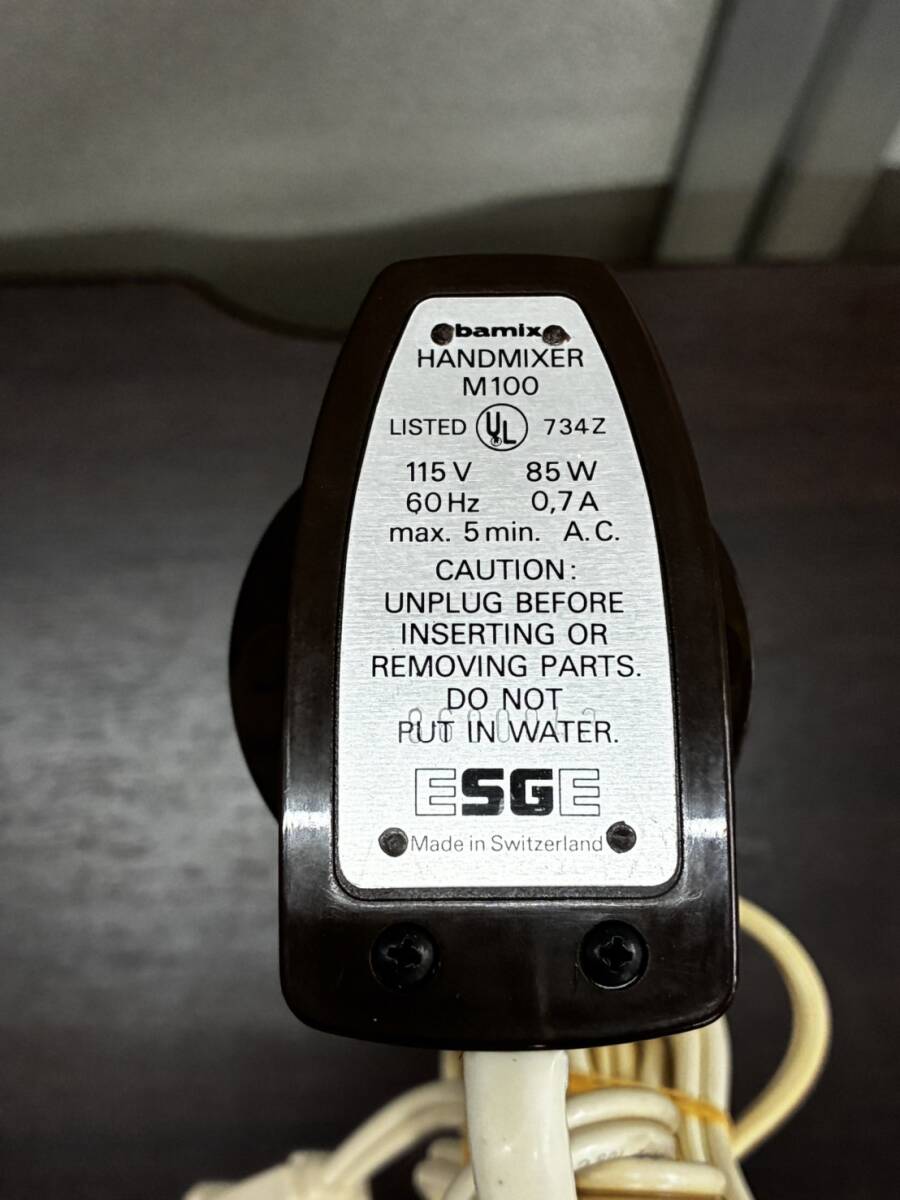 bamix
HANDMIXER
M100
LISTED UL ® 734Z
115 V 85 W
60 Hz 0,7 A
max. 5 min. A.C.
CAUTION:
UNPLUG BEFORE
INSERTING OR
REMOVING PARTS.
DO NOT
PUT IN WATER.
ESGE
Made in Switzerland